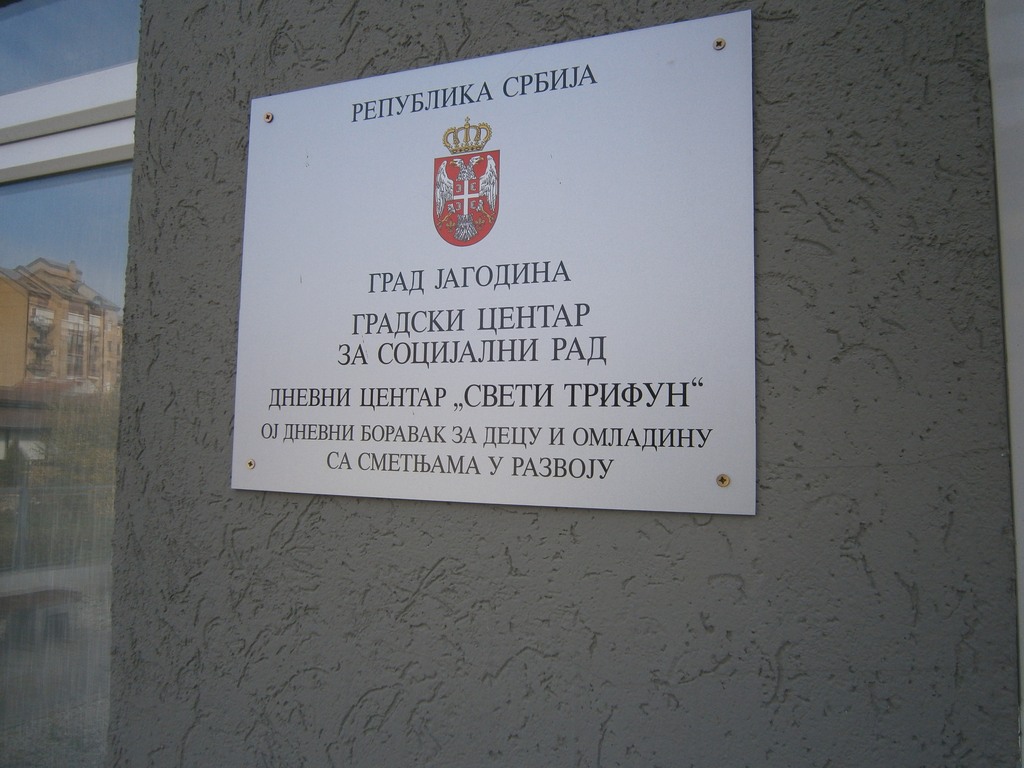 РЕПУБЛИКА СРБИЈА
ГРАД ЈАГОДИНА
ГРАДСКИ ЦЕНТАР
ЗА СОЦИЈАЛНИ РАД
ДНЕВНИ ЦЕНТАР „СВЕТИ ТРИФУН“
ОЈ ДНЕВНИ БОРАВАК ЗА ДЕЦУ И ОМЛАДИНУ
СА СМЕТЊАМА У РАЗВОЈУ